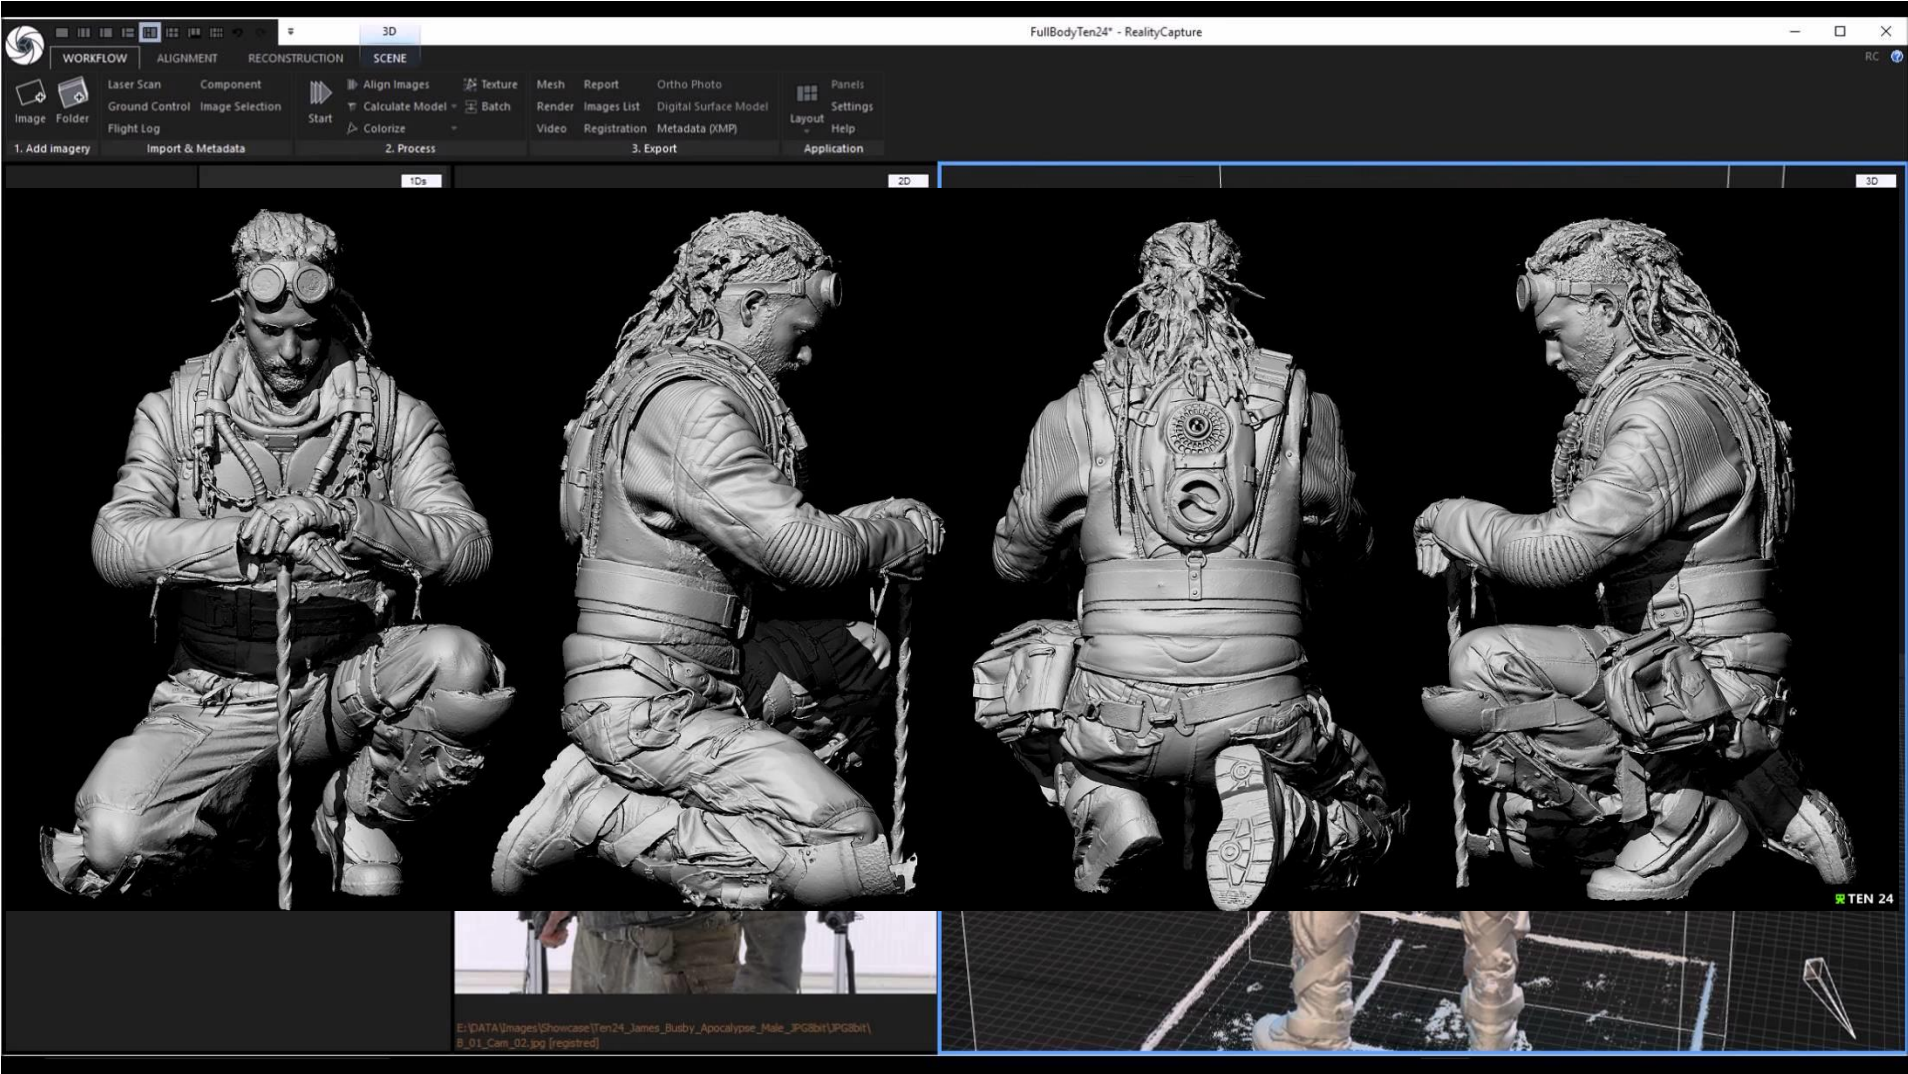 3D
FullBodyTen24* - RealityCapture
WORKFLOW
ALIGNMENT
RECONSTRUCTION
SCENE
RC
Image
Folder
1. Add imagery
Laser Scan
Component
Ground Control
Image Selection
Flight Log
Import & Metadata
Start
Align Images
Texture
Calculate Model
Batch
Colorize
2. Process
Mesh
Report
Ortho Photo
Render
Images List
Digital Surface Model
Video
Registration
Metadata (XMP)
3. Export
Layout
Panels
Settings
Help
Application
1Ds
2D
3D
TEN 24
E:\DATA\Images\Showcase\Ten24_James_Busby_Apocalypse_Male_JPG8bit\JPG8bit\
B_01_Cam_02.jpg [registred]